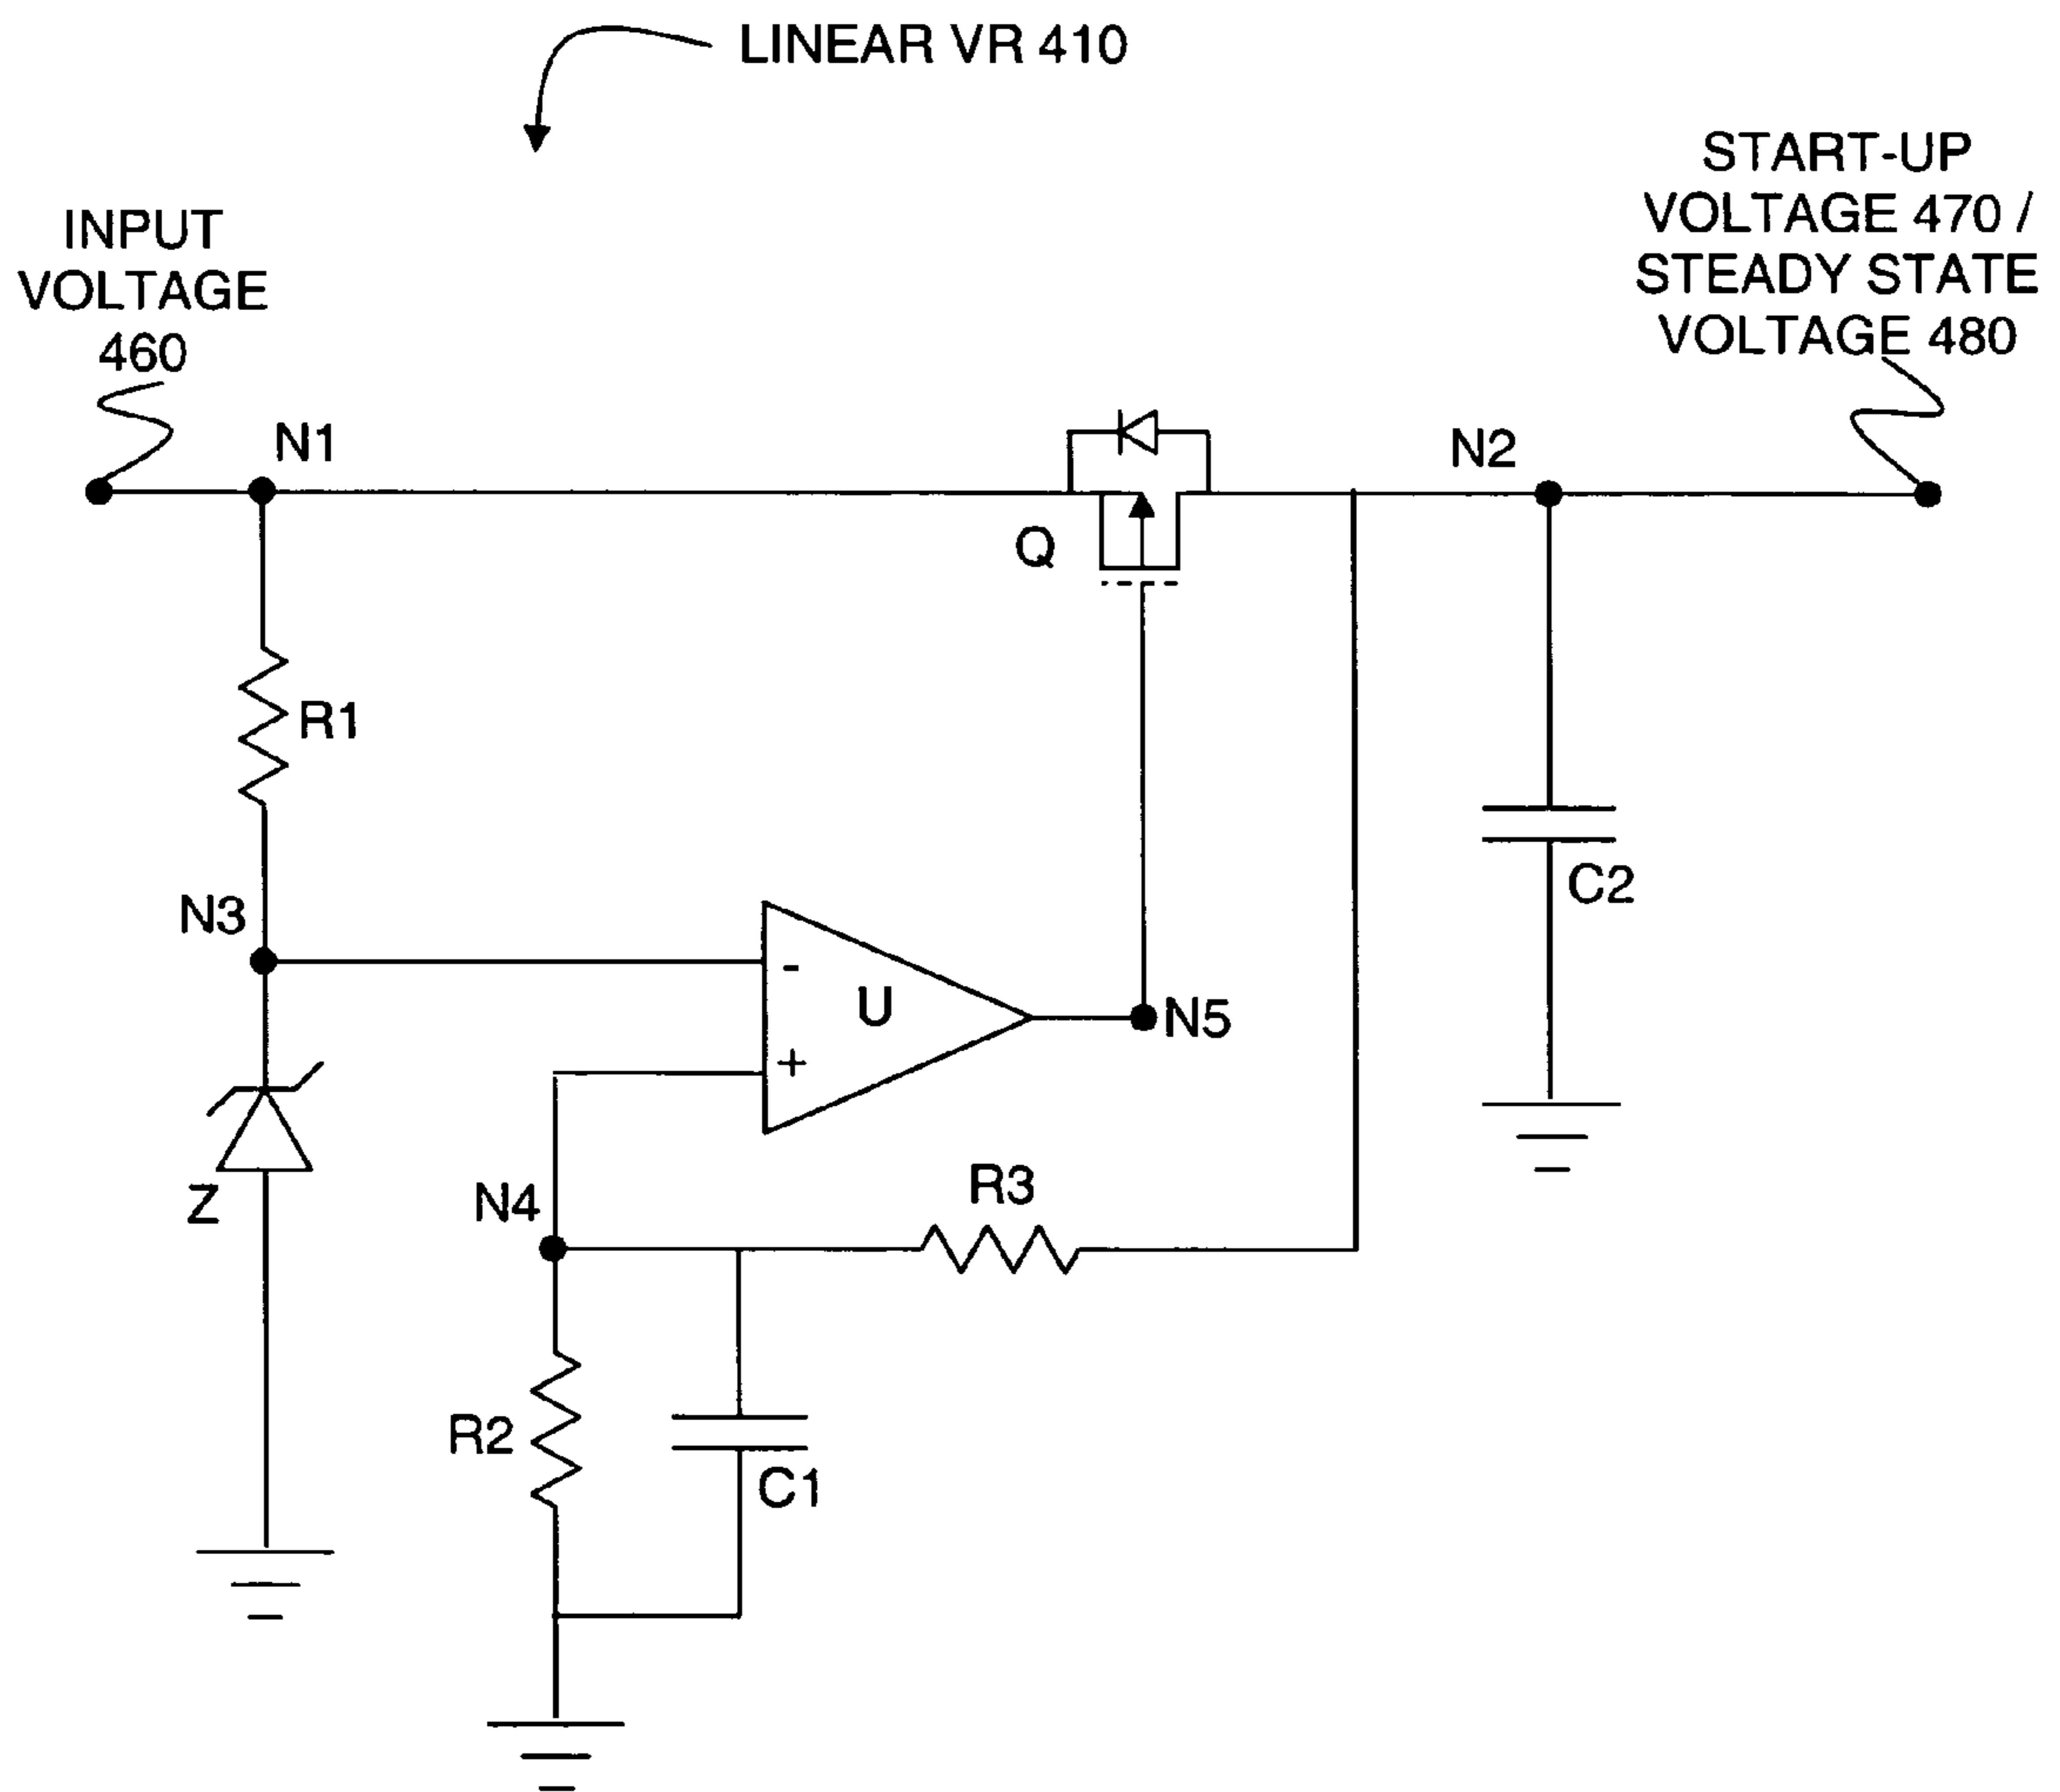 LINEAR VR 410
START-UP
VOLTAGE 470 /
STEADY STATE
VOLTAGE 480
INPUT
VOLTAGE
460
N1
N2
Q
R1
C2
N3
-
U
N5
+
R3
Z
N4
R2
C1